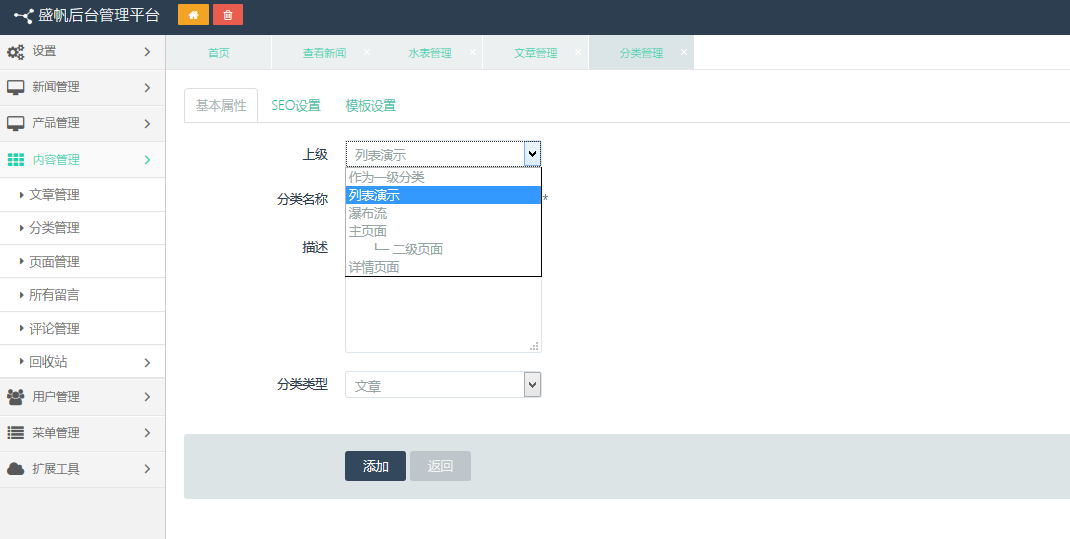 盛帆后台管理平台
首页 查看新闻 × 水表管理 × 文章管理 × 分类管理 ×
设置
新闻管理
产品管理
内容管理
文章管理
分类管理
页面管理
所有留言
评论管理
回收站
用户管理
菜单管理
扩展工具
基本属性 SEO设置 模板设置
上级 列表演示
作为一级分类
列表演示
瀑布流
主页面
└─ 二级页面
详情页面
分类名称 *
描述
分类类型 文章
添加 返回